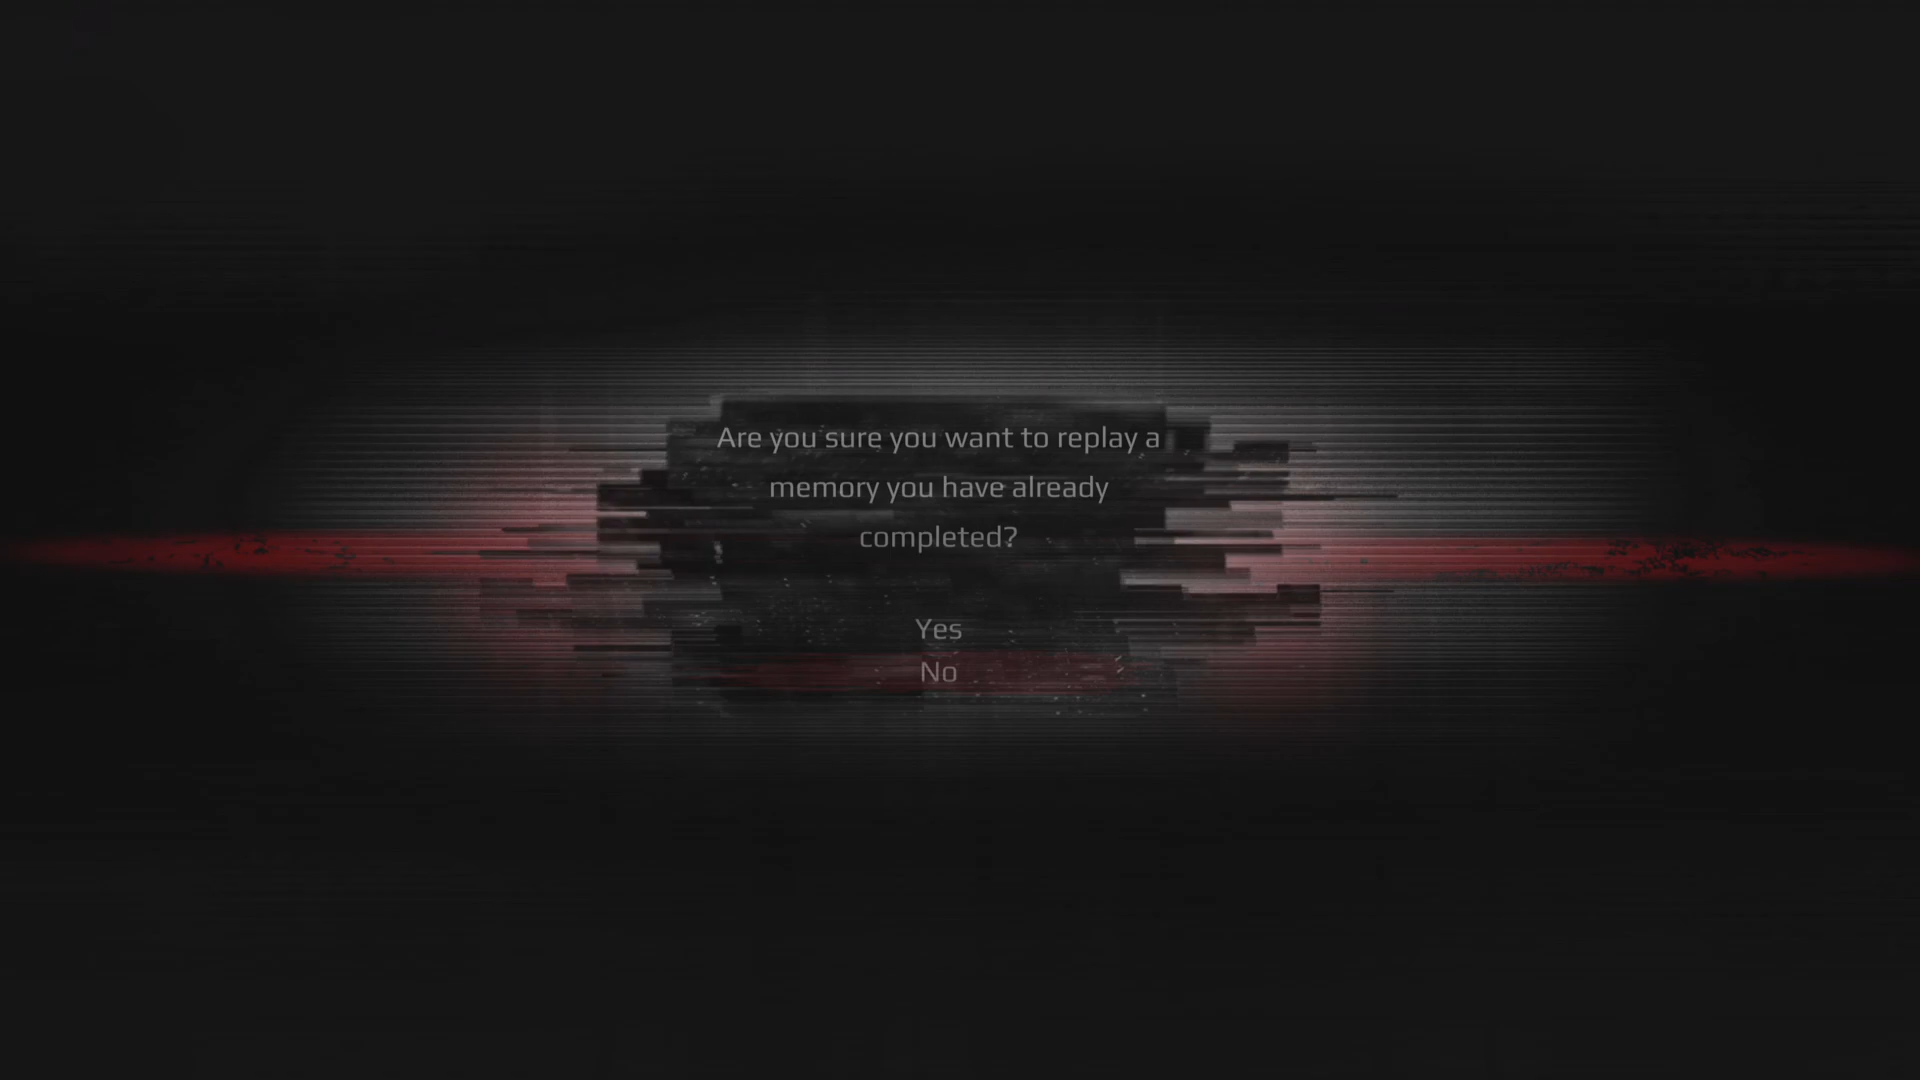 Are you sure you want to replay a
memory you have already
completed?
Yes
No